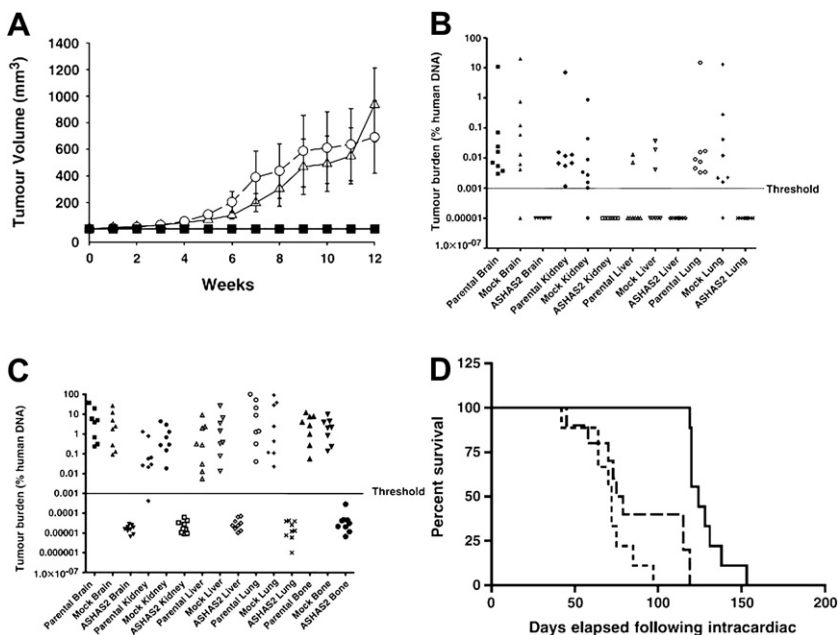 A
Tumour Volume (mm3)
1400
1200
1000
800
600
400
200
0
0 2 4 6 8 10 12
Weeks
B
Tumour burden (% human DNA)
100
10
1
0.1
0.01
0.001
0.00001
1.0×10-07
Threshold
Parental Brain
Mock Brain
ASHAS2 Brain
Parental Kidney
Mock Kidney
ASHAS2 Kidney
Parental Liver
Mock Liver
ASHAS2 Liver
Parental Lung
Mock Lung
ASHAS2 Lung
C
Tumour burden (% human DNA)
100
10
1
0.1
0.01
0.001
0.0001
0.00001
0.000001
1.0×10-07
Threshold
Parental Brain
Mock Brain
ASHAS2 Brain
Parental Kidney
Mock Kidney
ASHAS2 Kidney
Parental Liver
Mock Liver
ASHAS2 Liver
Parental Lung
Mock Lung
ASHAS2 Lung
Parental Bone
Mock Bone
ASHAS2 Bone
D
Percent survival
125
100
75
50
25
0
0 50 100 150 200
Days elapsed following intracardiac